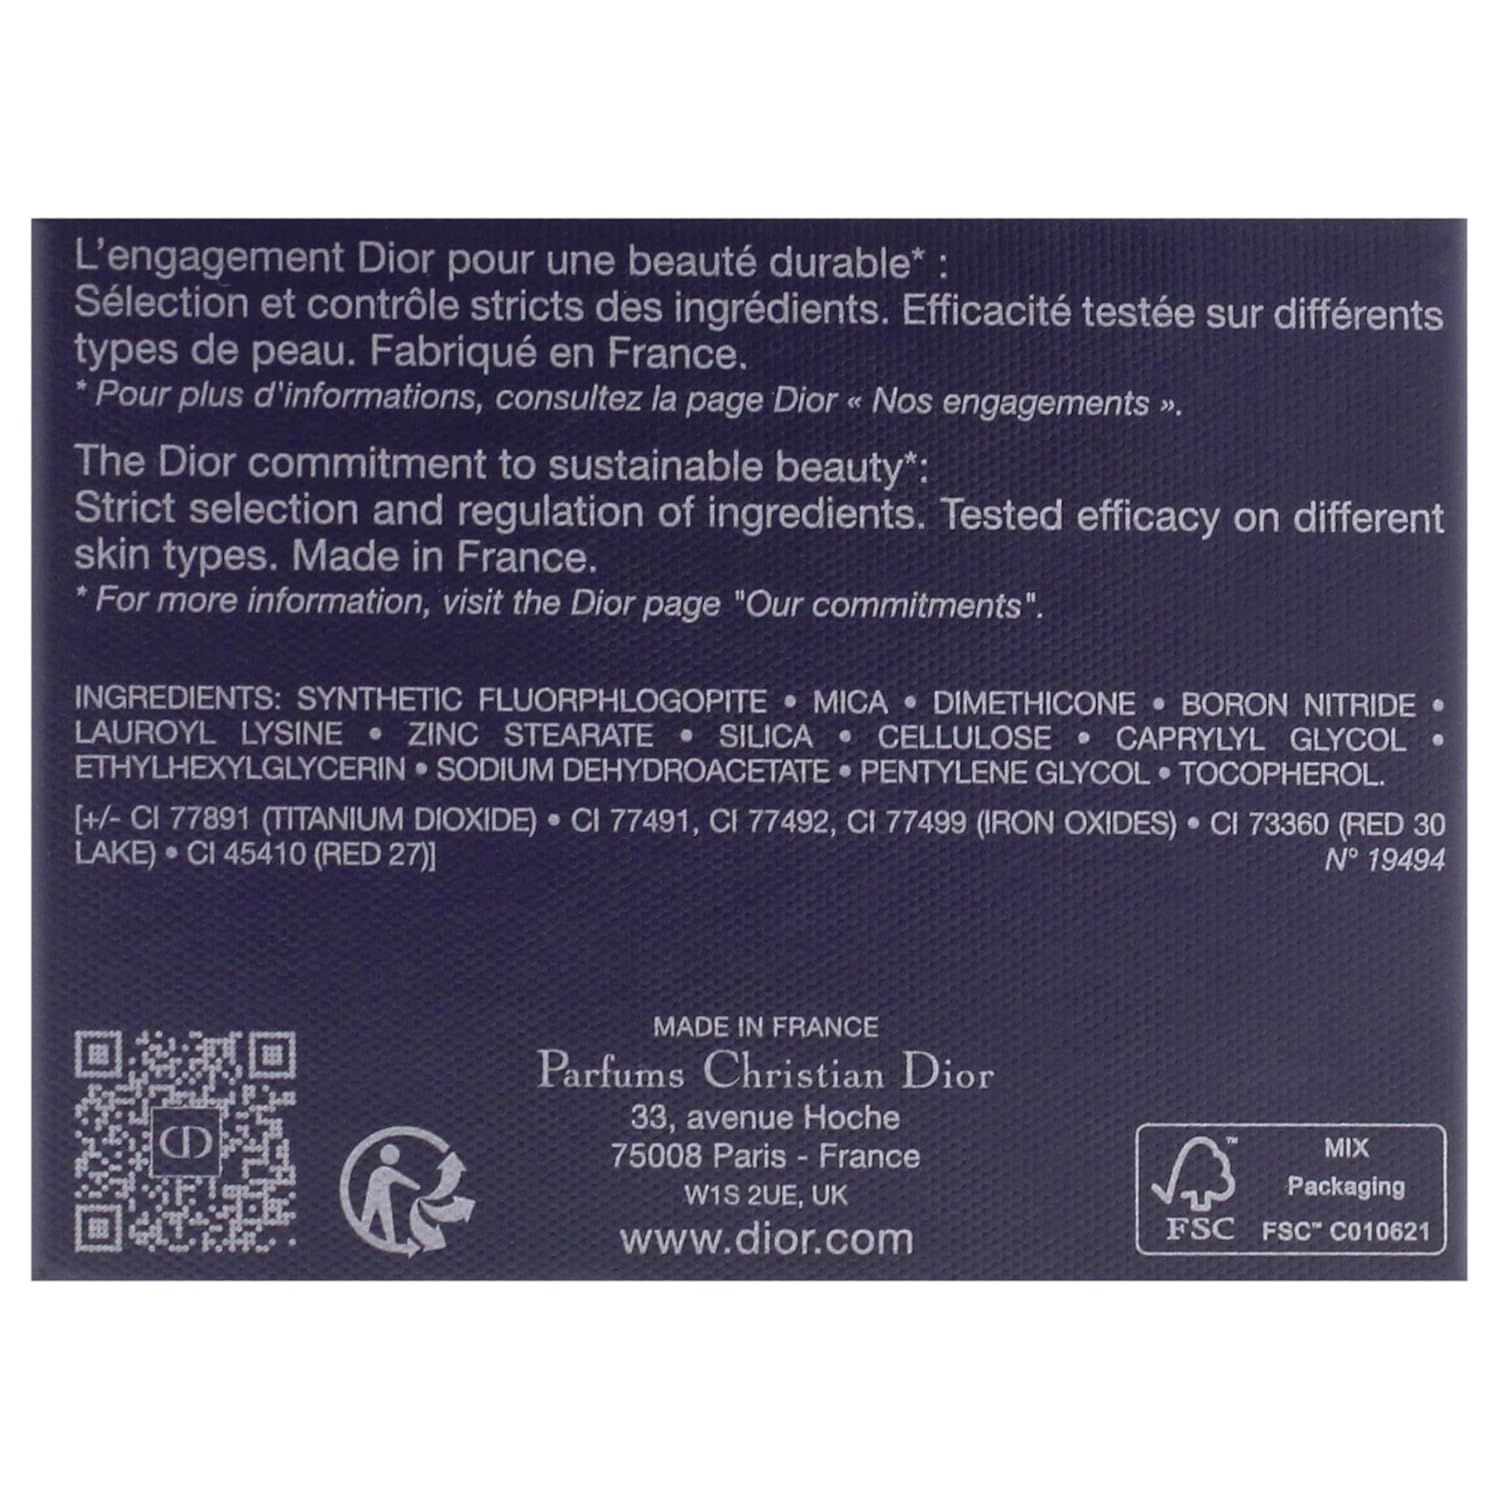 L'engagement Dior pour une beauté durable* :
Sélection et contrôle stricts des ingrédients. Efficacité testée sur différents
types de peau. Fabriqué en France.
* Pour plus d'informations, consultez la page Dior « Nos engagements ».
The Dior commitment to sustainable beauty*:
Strict selection and regulation of ingredients. Tested efficacy on different
skin types. Made in France.
* For more information, visit the Dior page "Our commitments".
INGREDIENTS: SYNTHETIC FLUORPHLOGOPITE • MICA • DIMETHICONE • BORON NITRIDE •
LAUROYL LYSINE • ZINC STEARATE • SILICA • CELLULOSE • CAPRYLYL GLYCOL •
ETHYLHEXYLGLYCERIN • SODIUM DEHYDROACETATE • PENTYLENE GLYCOL • TOCOPHEROL.
[+/- CI 77891 (TITANIUM DIOXIDE) • CI 77491, CI 77492, CI 77499 (IRON OXIDES) • CI 73360 (RED 30
LAKE) • CI 45410 (RED 27)]
N° 19494
MADE IN FRANCE
Parfums Christian Dior
33, avenue Hoche
75008 Paris - France
W1S 2UE, UK
www.dior.com
CD
™
FSC
MIX
Packaging
FSC™ C010621